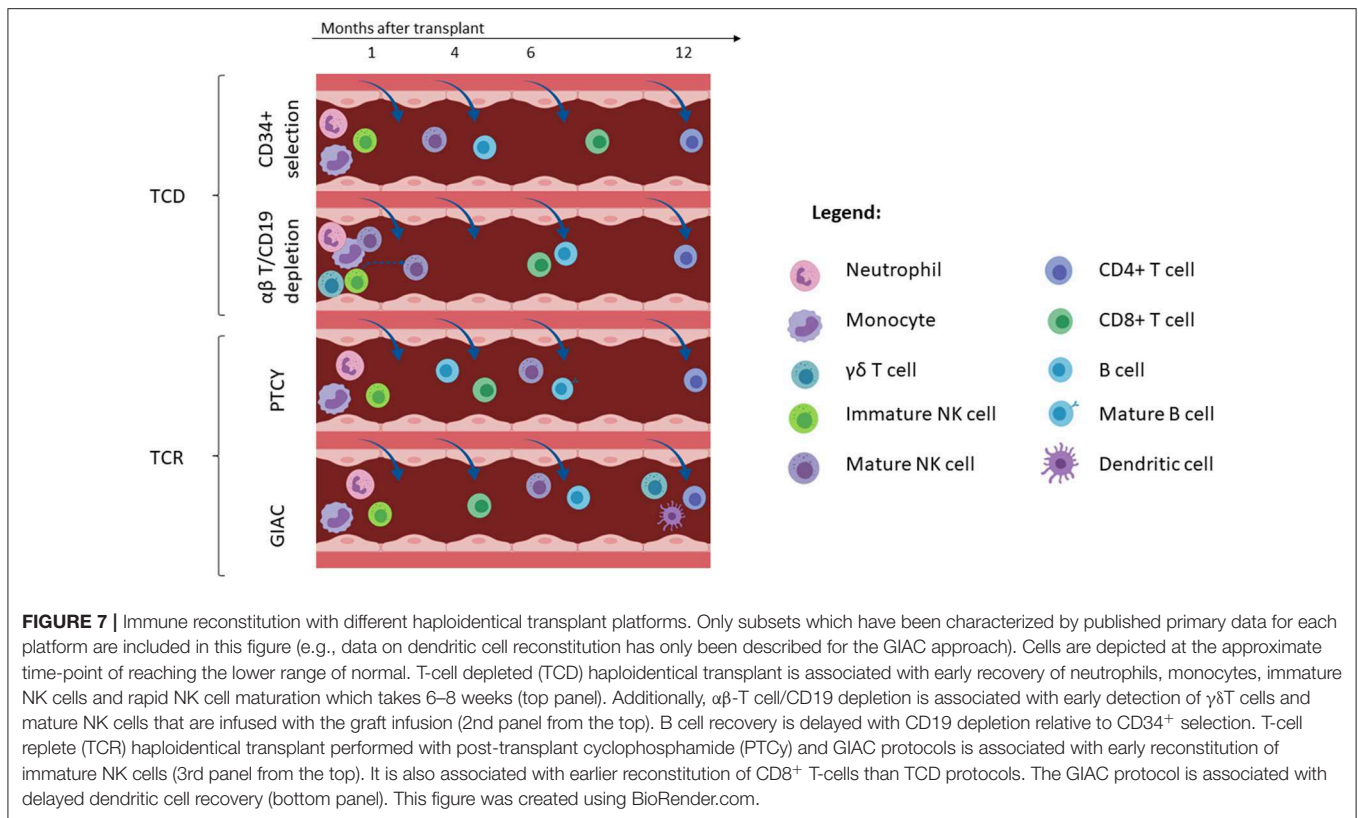 Months after transplant
1 4 6 12
TCD
CD34+
selection
αβ T/CD19
depletion
TCR
PTCY
GIAC
Legend:
Neutrophil
Monocyte
γδ T cell
Immature NK cell
Mature NK cell
CD4+ T cell
CD8+ T cell
B cell
Mature B cell
Dendritic cell
FIGURE 7 | Immune reconstitution with different haploidentical transplant platforms. Only subsets which have been characterized by published primary data for each
platform are included in this figure (e.g., data on dendritic cell reconstitution has only been described for the GIAC approach). Cells are depicted at the approximate
time-point of reaching the lower range of normal. T-cell depleted (TCD) haploidentical transplant is associated with early recovery of neutrophils, monocytes, immature
NK cells and rapid NK cell maturation which takes 6–8 weeks (top panel). Additionally, αβ-T cell/CD19 depletion is associated with early detection of γδT cells and
mature NK cells that are infused with the graft infusion (2nd panel from the top). B cell recovery is delayed with CD19 depletion relative to CD34+ selection. T-cell
replete (TCR) haploidentical transplant performed with post-transplant cyclophosphamide (PTCy) and GIAC protocols is associated with early reconstitution of
immature NK cells (3rd panel from the top). It is also associated with earlier reconstitution of CD8+ T-cells than TCD protocols. The GIAC protocol is associated with
delayed dendritic cell recovery (bottom panel). This figure was created using BioRender.com.